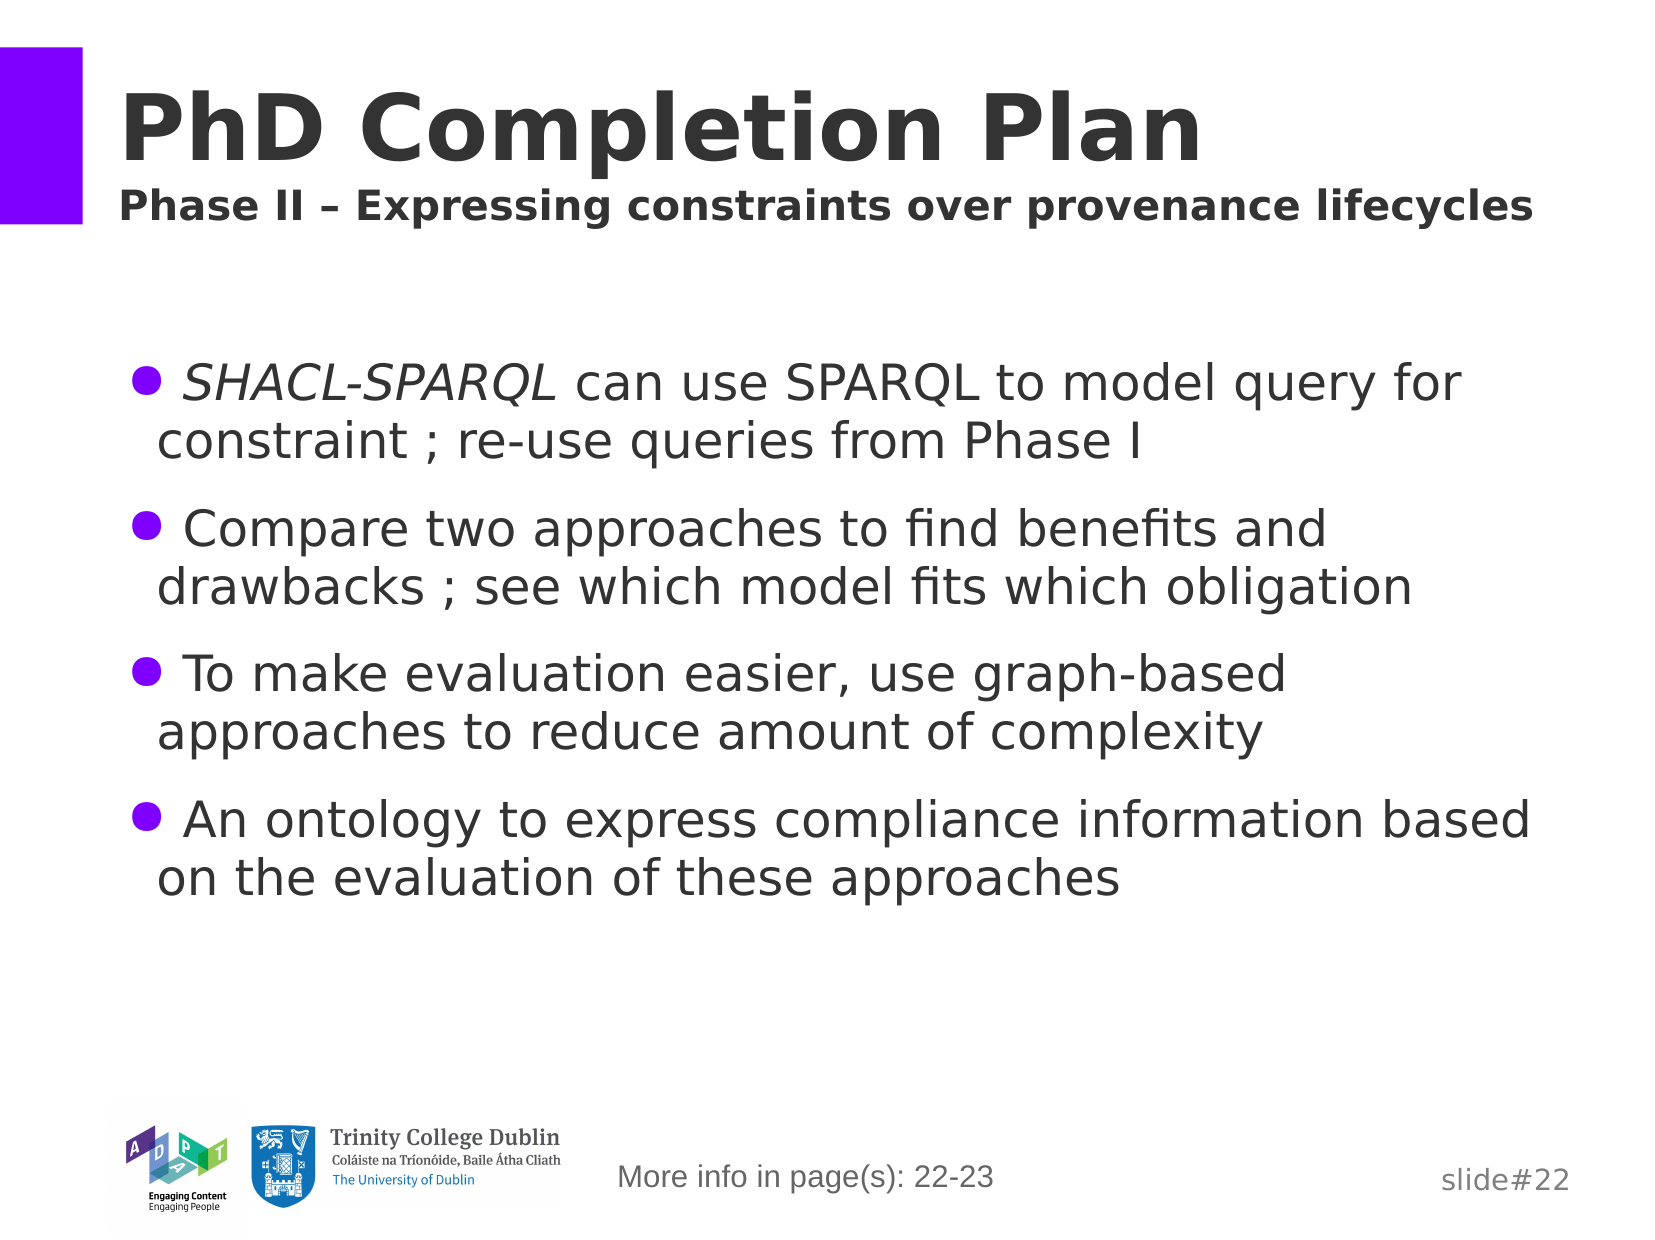 PhD Completion Plan
Phase II – Expressing constraints over provenance lifecycles
● SHACL-SPARQL can use SPARQL to model query for
constraint ; re-use queries from Phase I
● Compare two approaches to find benefits and
drawbacks ; see which model fits which obligation
● To make evaluation easier, use graph-based
approaches to reduce amount of complexity
● An ontology to express compliance information based
on the evaluation of these approaches
ADAPT
Engaging Content
Engaging People
Trinity College Dublin
Coláiste na Tríonóide, Baile Átha Cliath
The University of Dublin
More info in page(s): 22-23
slide#22